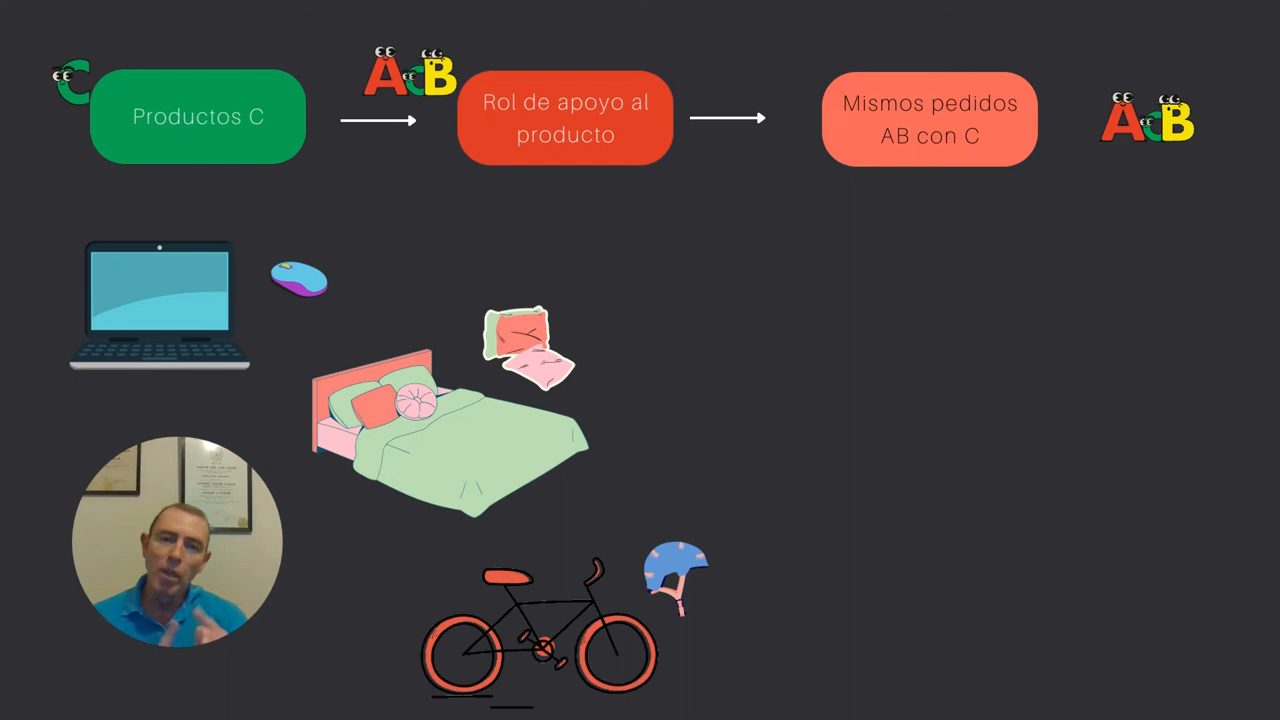 C
Productos C
A C B
Rol de apoyo al
producto
Mismos pedidos
AB con C
A C B